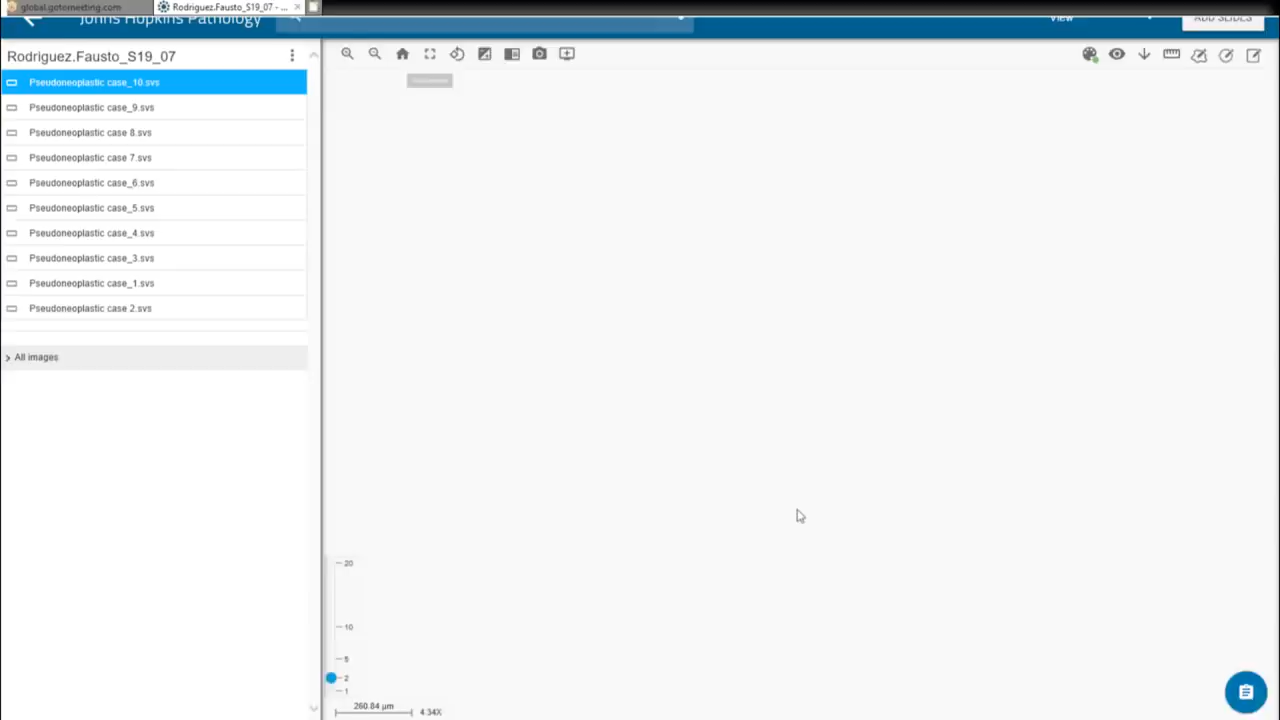 global.gotomeeting.com
Rodriguez.Fausto_S19_07 - ...
Johns Hopkins Pathology
View
ADD SLIDES
Rodriguez.Fausto_S19_07
Pseudoneoplastic case_10.svs
Pseudoneoplastic case_9.svs
Pseudoneoplastic case 8.svs
Pseudoneoplastic case 7.svs
Pseudoneoplastic case_6.svs
Pseudoneoplastic case_5.svs
Pseudoneoplastic case_4.svs
Pseudoneoplastic case_3.svs
Pseudoneoplastic case_1.svs
Pseudoneoplastic case 2.svs
All images
20
10
5
2
1
260.84 µm
4.34X